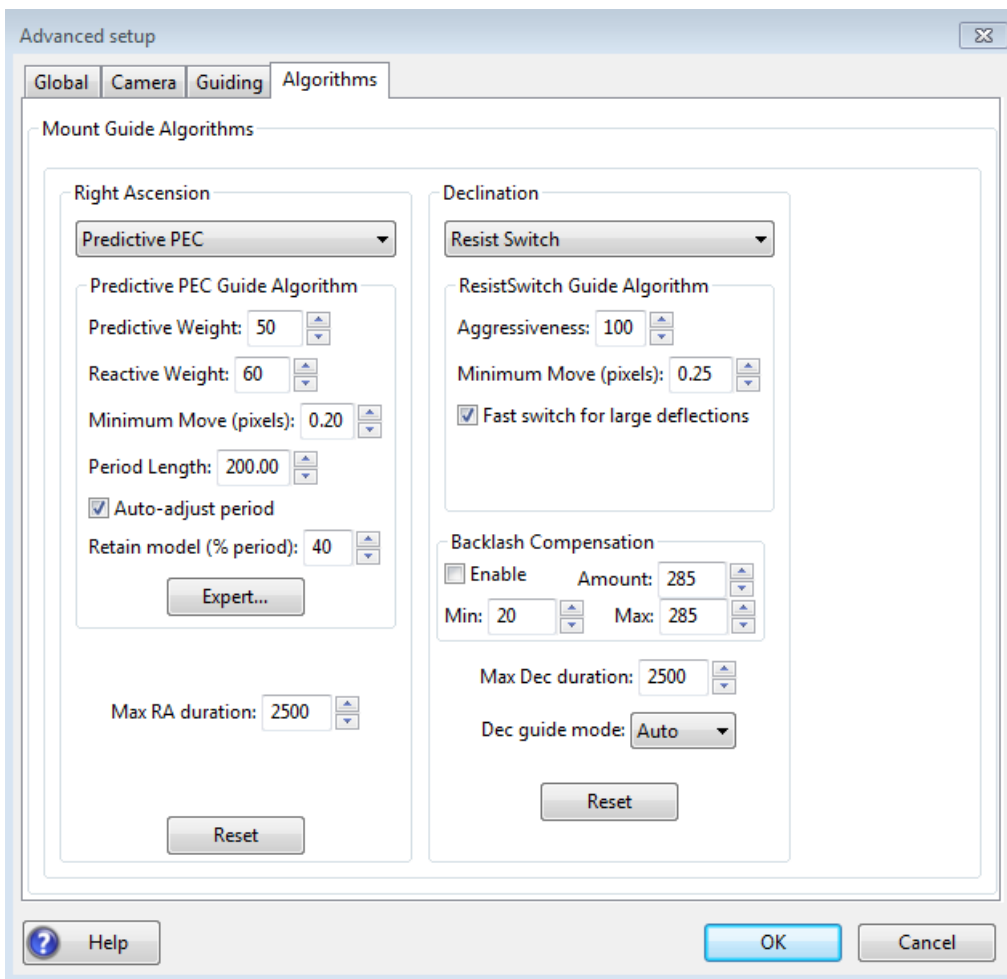 Advanced setup
Global Camera Guiding Algorithms
Mount Guide Algorithms
Right Ascension
Predictive PEC
Predictive PEC Guide Algorithm
Predictive Weight: 50
Reactive Weight: 60
Minimum Move (pixels): 0.20
Period Length: 200.00
Auto-adjust period
Retain model (% period): 40
Expert...
Max RA duration: 2500
Reset
Declination
Resist Switch
ResistSwitch Guide Algorithm
Aggressiveness: 100
Minimum Move (pixels): 0.25
Fast switch for large deflections
Backlash Compensation
Enable Amount: 285
Min: 20 Max: 285
Max Dec duration: 2500
Dec guide mode: Auto
Reset
Help OK Cancel